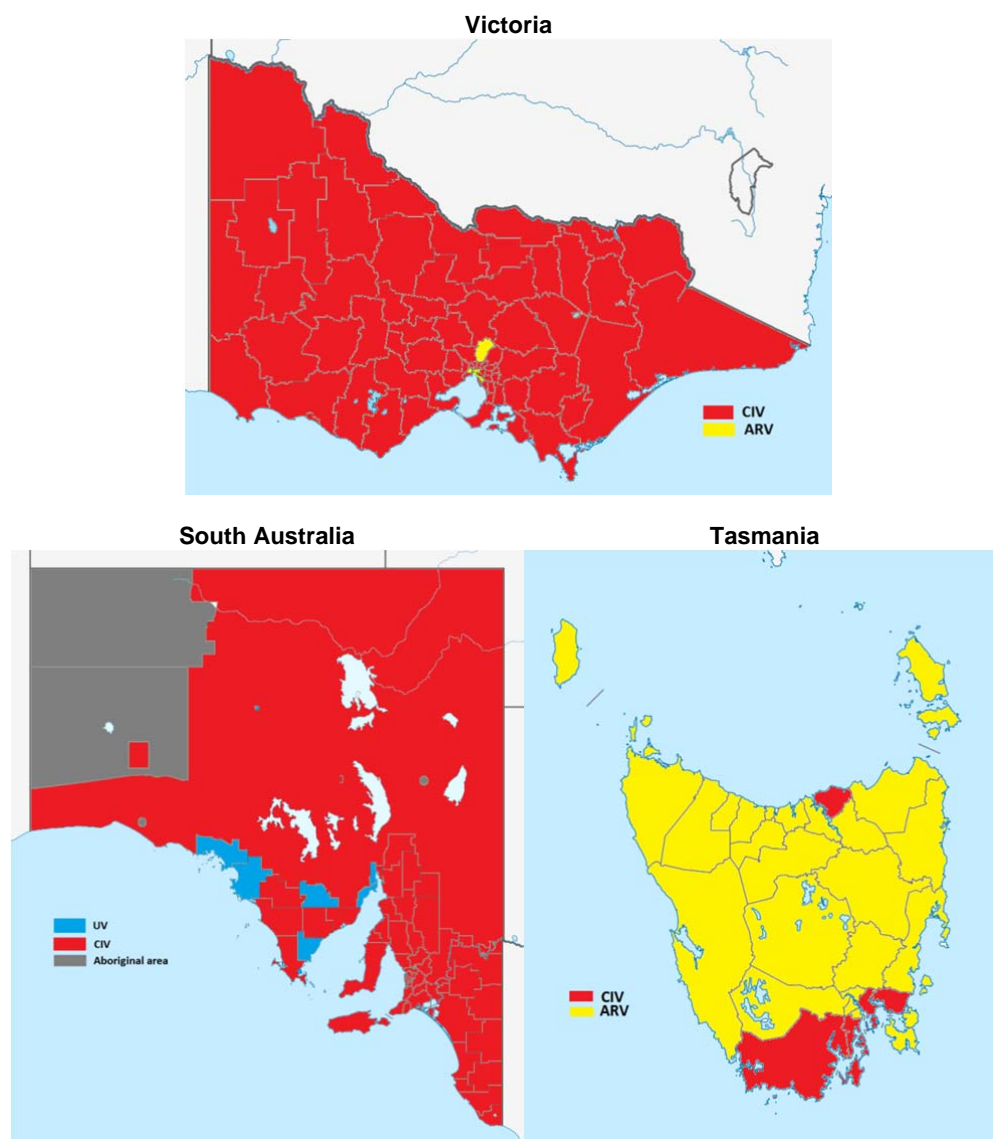 Victoria
CIV
ARV
South Australia
Tasmania
UV
CIV
Aboriginal area
CIV
ARV